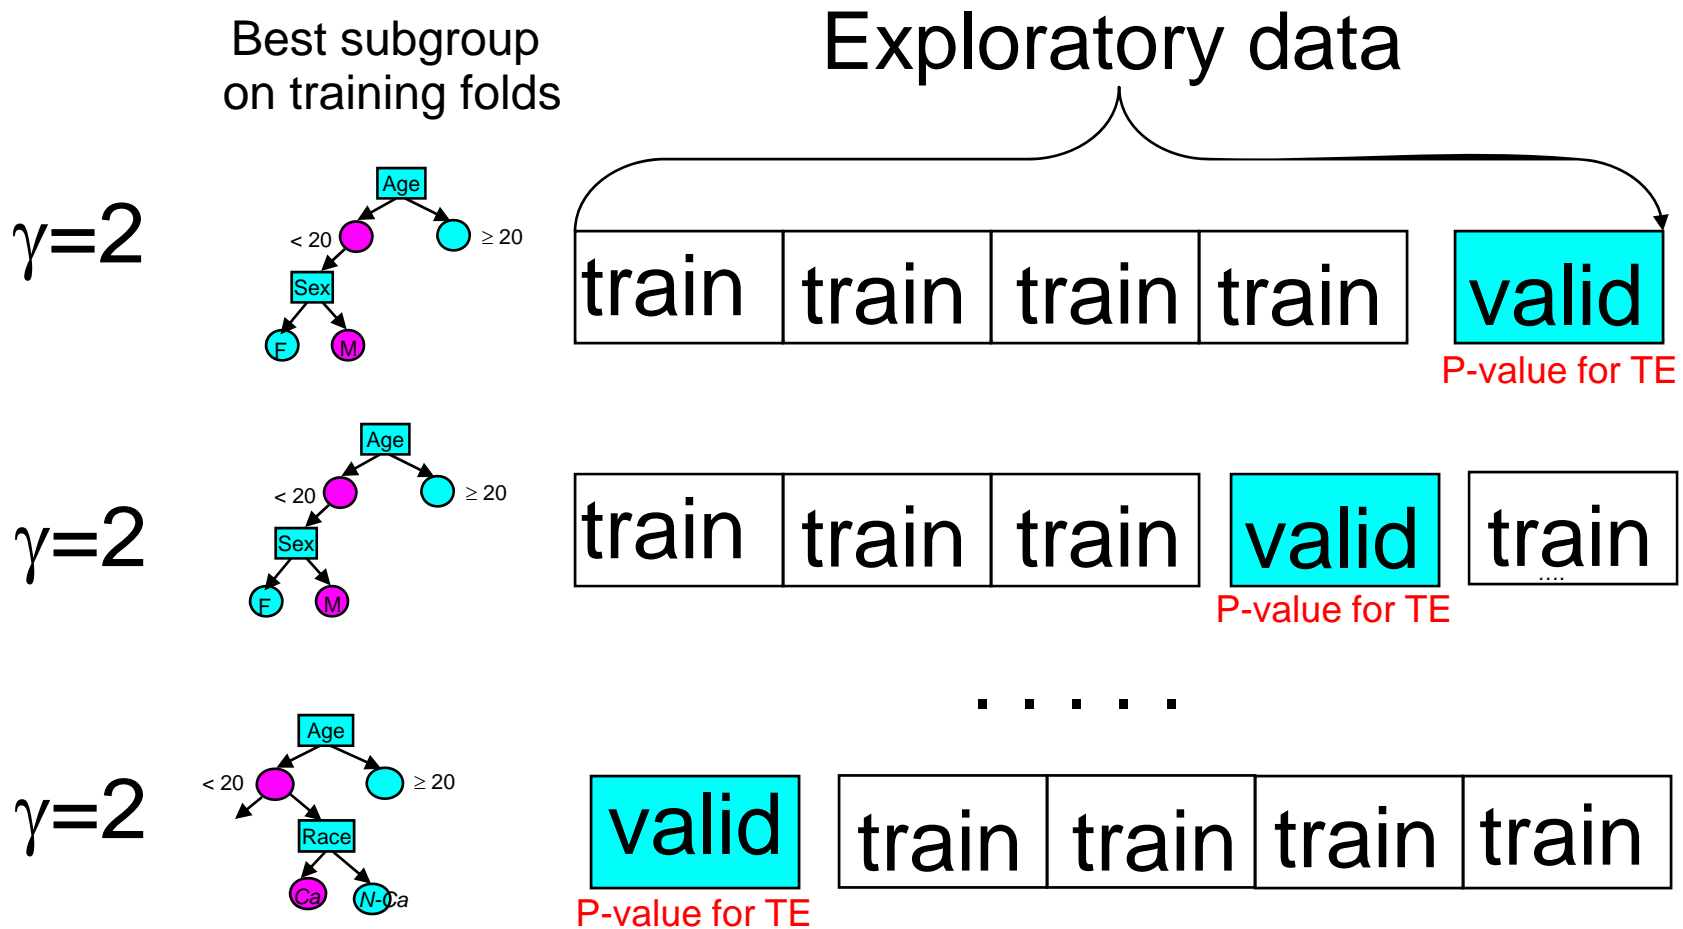 Best subgroup
on training folds
Exploratory data
γ=2
Age
< 20
≥ 20
Sex
F
M
train train train train valid
P-value for TE
γ=2
Age
< 20
≥ 20
Sex
F
M
train train train valid train
....
P-value for TE
. . . . .
γ=2
Age
< 20
≥ 20
Race
Ca
N-Ca
valid train train train train
P-value for TE